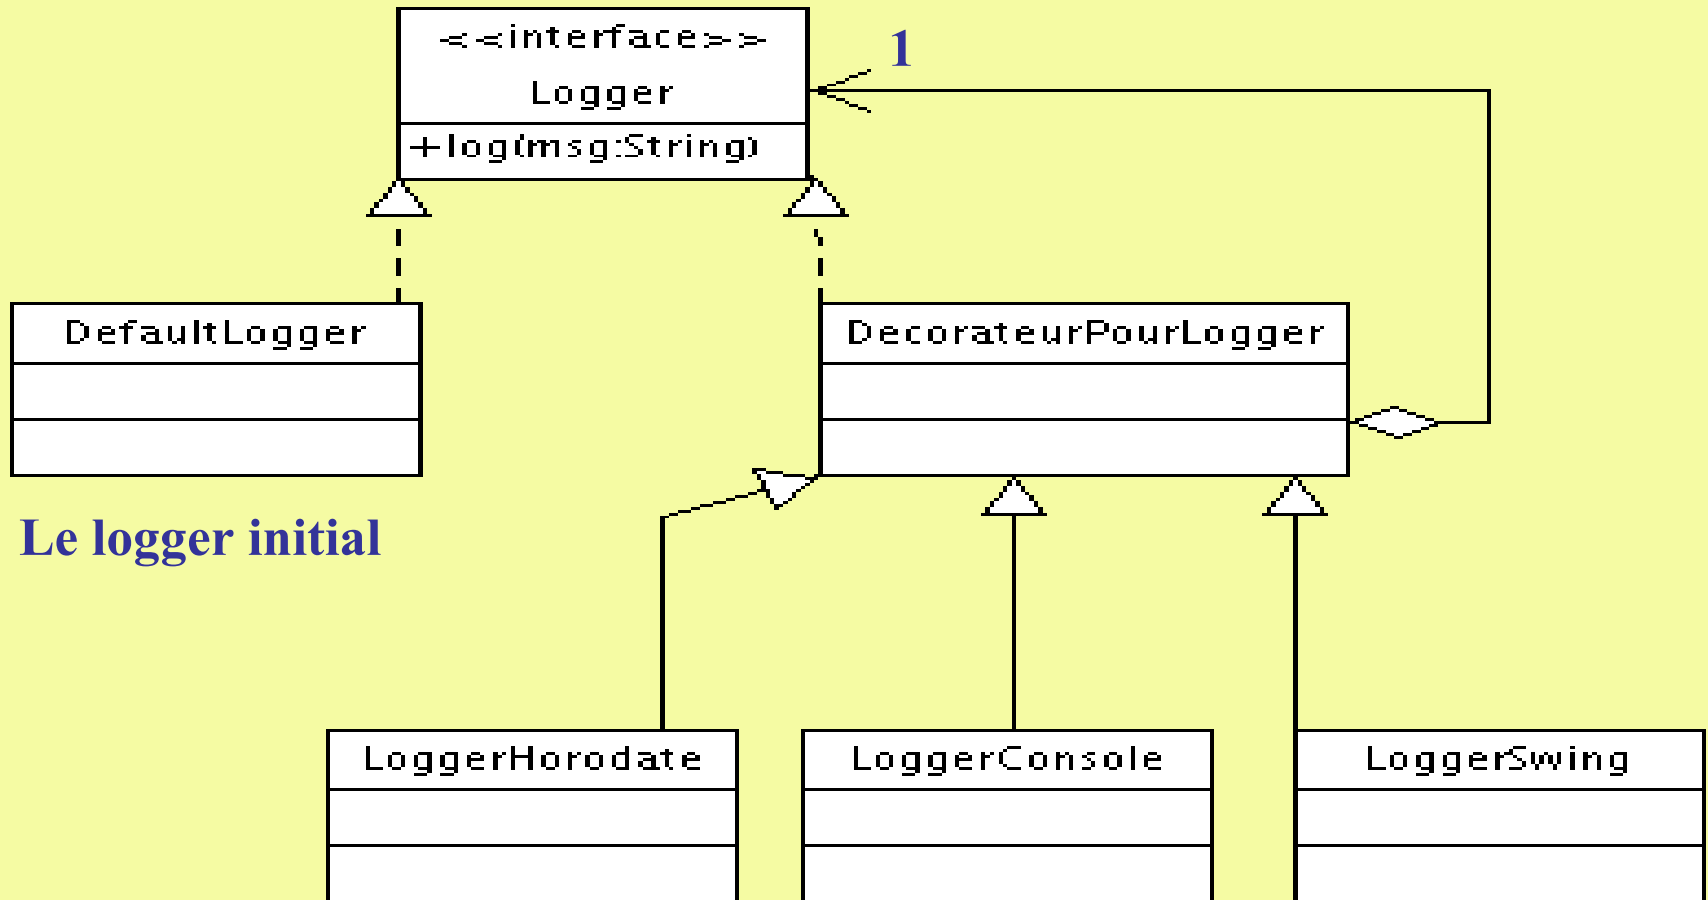 <<interface>>
1
Logger
+log(msg:String)
DefaultLogger
DecorateurPourLogger
Le logger initial
LoggerHorodate
LoggerConsole
LoggerSwing